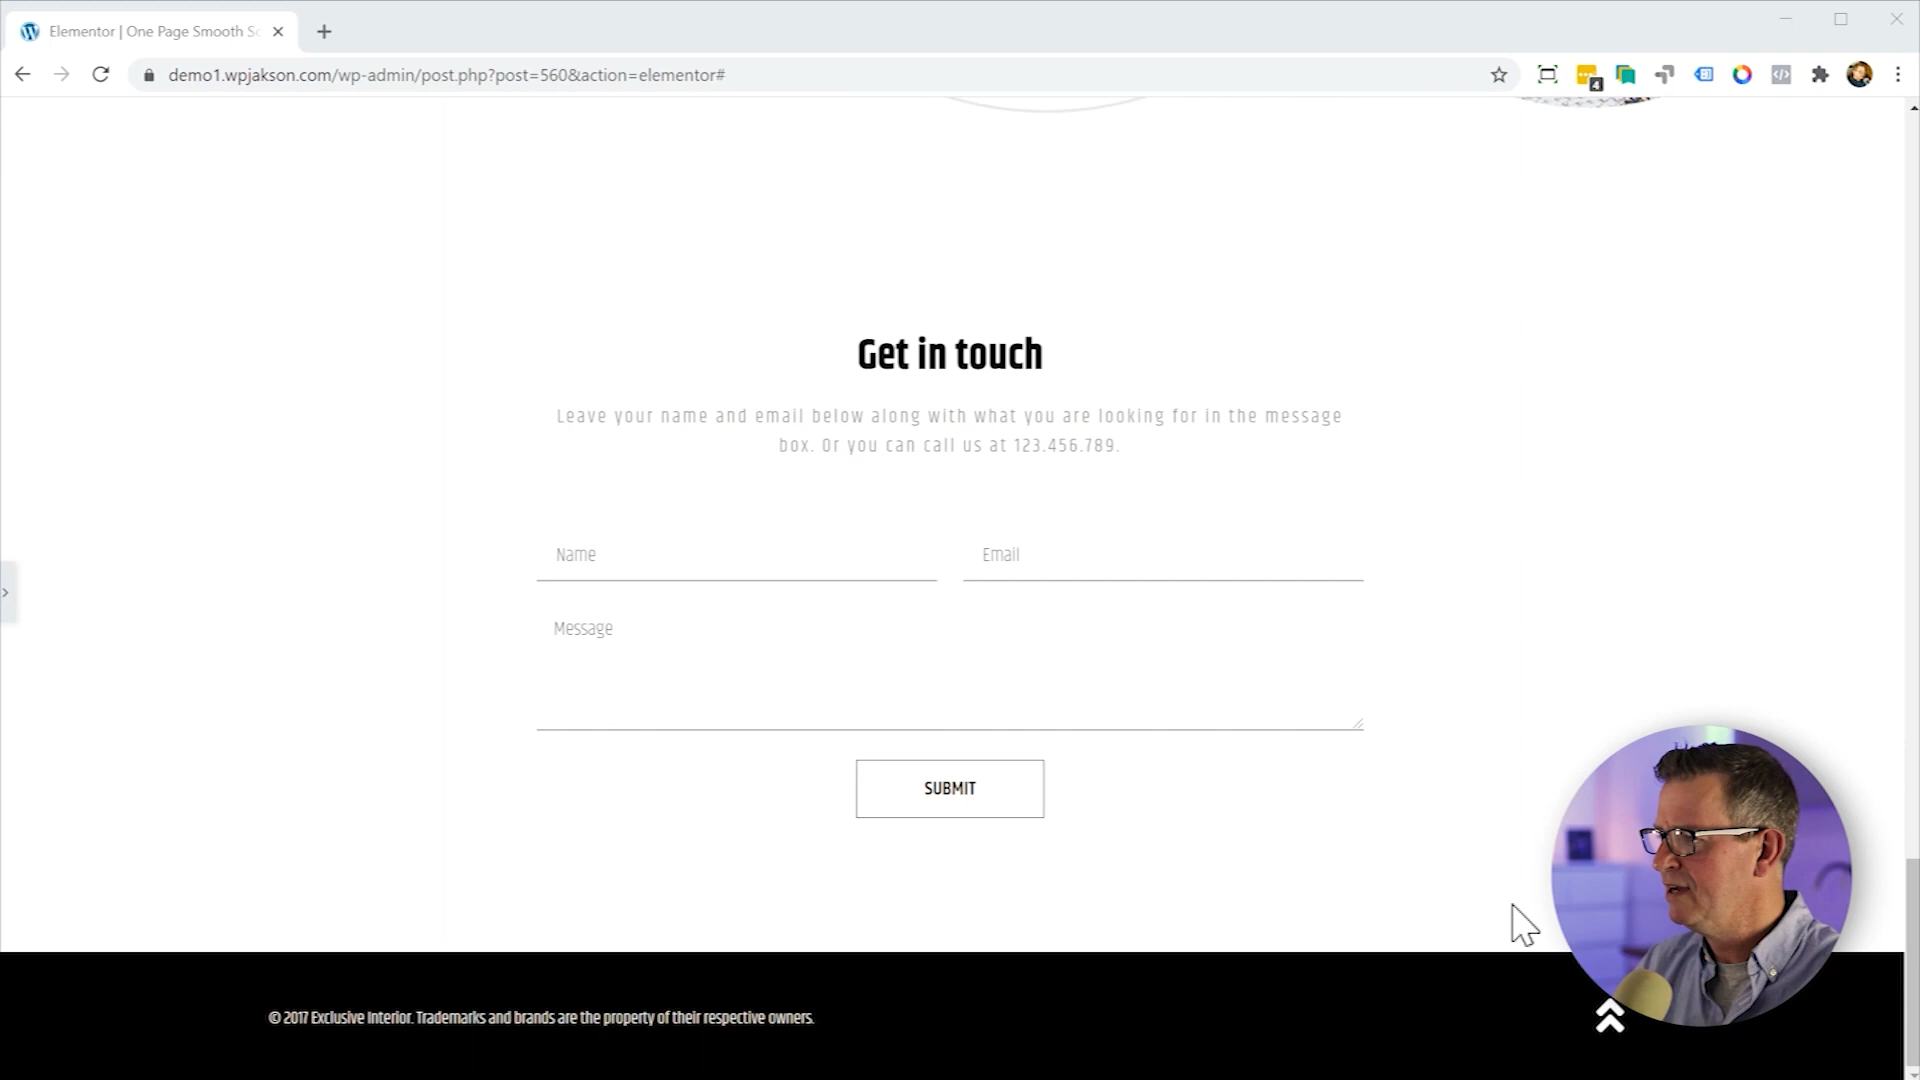 Elementor | One Page Smooth Sc
demo1.wpjakson.com/wp-admin/post.php?post=560&action=elementor#
4
Get in touch
Leave your name and email below along with what you are looking for in the message
box. Or you can call us at 123.456.789.
Name
Email
Message
SUBMIT
© 2017 Exclusive Interior. Trademarks and brands are the property of their respective owners.